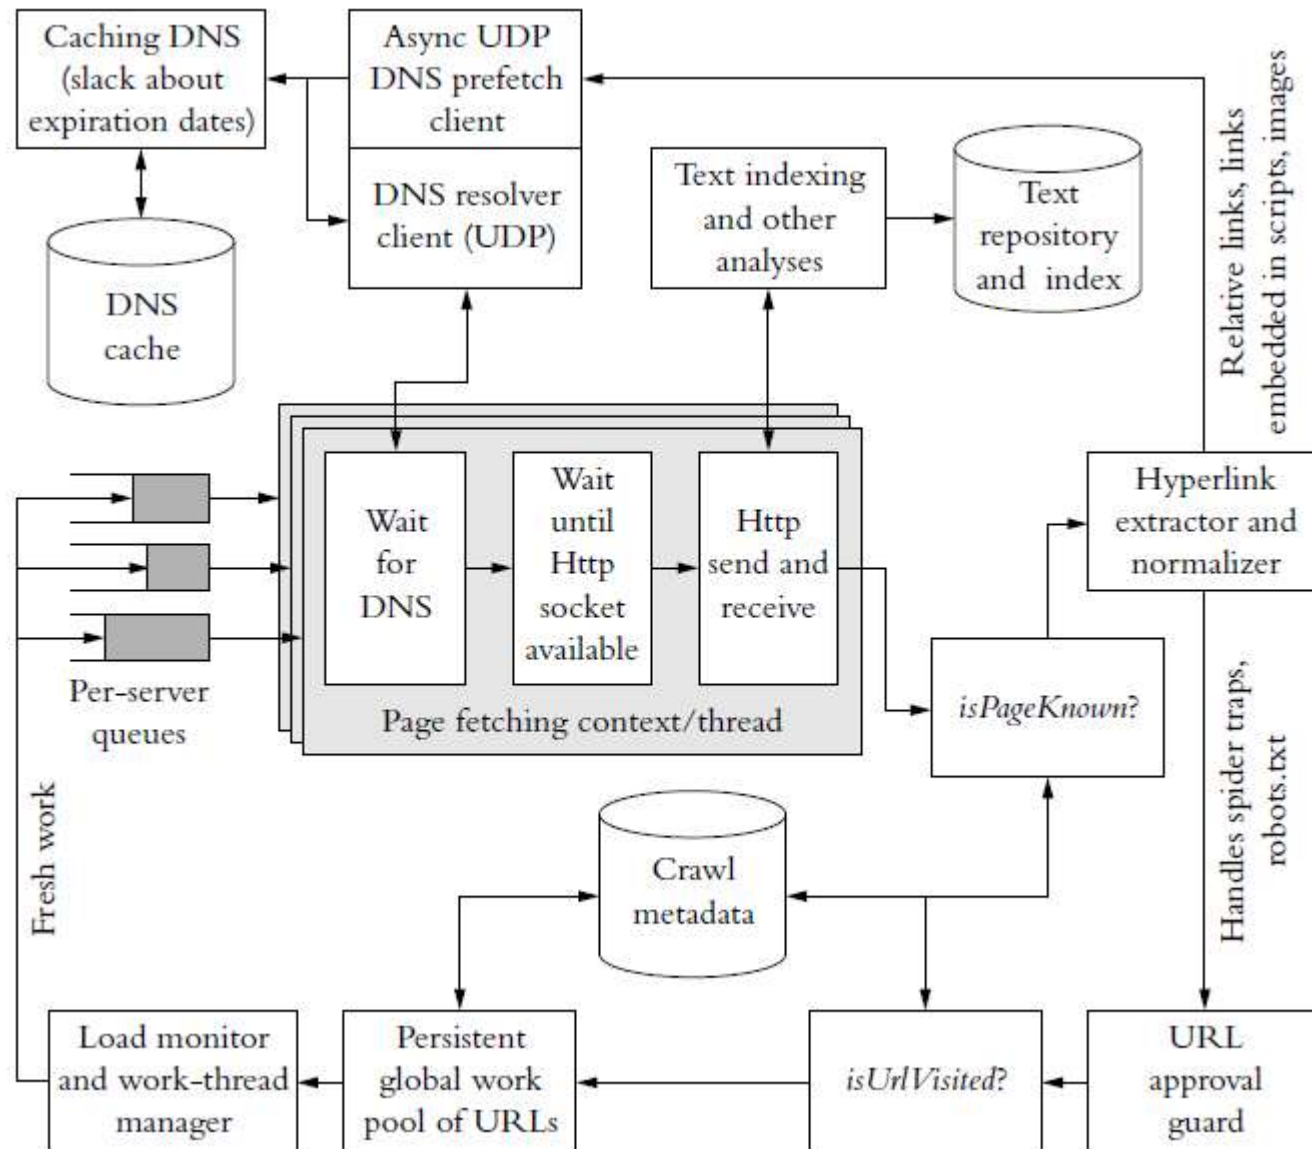 Caching DNS
(slack about
expiration dates)
Async UDP
DNS prefetch
client
DNS resolver
client (UDP)
Text indexing
and other
analyses
Text
repository
and index
Relative links, links
embedded in scripts, images
DNS
cache
Wait
for
DNS
Wait
until
Http
socket
available
Http
send and
receive
Page fetching context/thread
Per-server
queues
Hyperlink
extractor and
normalizer
isPageKnown?
Handles spider traps,
robots.txt
Fresh work
Crawl
metadata
Load monitor
and work-thread
manager
Persistent
global work
pool of URLs
isUrlVisited?
URL
approval
guard